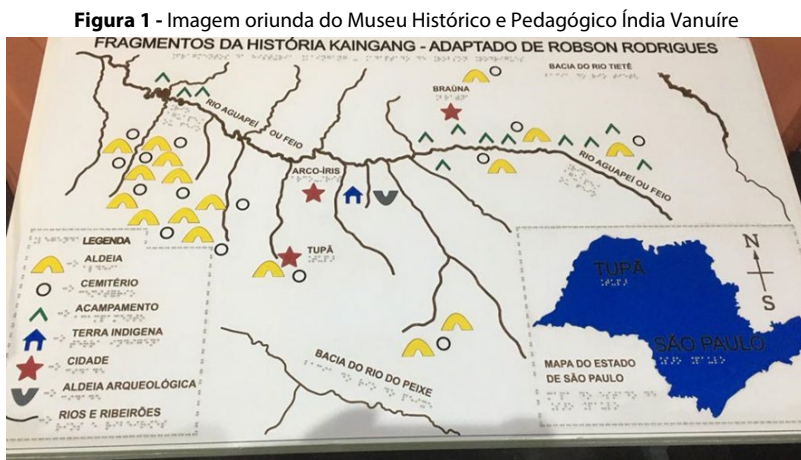 Figura 1 - Imagem oriunda do Museu Histórico e Pedagógico Índia Vanuíre
FRAGMENTOS DA HISTÓRIA KAINGANG - ADAPTADO DE ROBSON RODRIGUES
BACIA DO RIO TIETÊ
BRAÚNA
RIO AGUAPEÍ OU FEIO
RIO AGUAPEÍ OU FEIO
ARCO-ÍRIS
TUPÃ
LEGENDA
ALDEIA
CEMITÉRIO
ACAMPAMENTO
TERRA INDIGENA
CIDADE
ALDEIA ARQUEOLÓGICA
RIOS E RIBEIRÕES
BACIA DO RIO DO PEIXE
N
S
TUPÃ
SÃO PAULO
MAPA DO ESTADO
DE SÃO PAULO